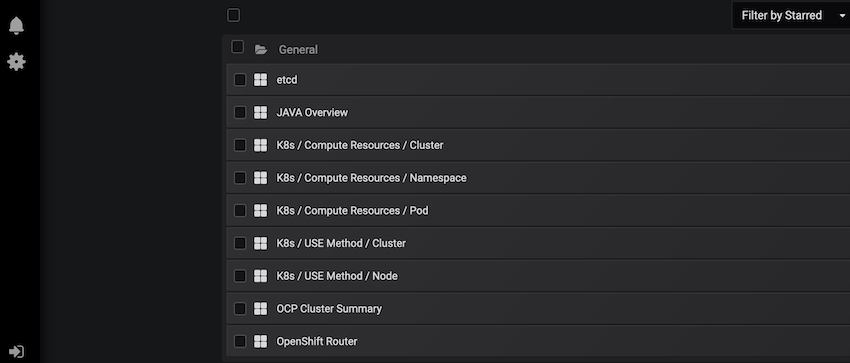 Filter by Starred
General
etcd
JAVA Overview
K8s / Compute Resources / Cluster
K8s / Compute Resources / Namespace
K8s / Compute Resources / Pod
K8s / USE Method / Cluster
K8s / USE Method / Node
OCP Cluster Summary
OpenShift Router